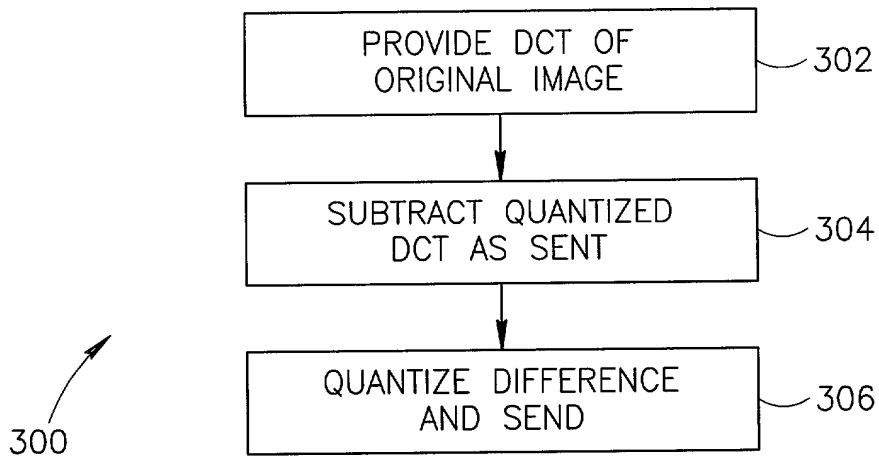 PROVIDE DCT OF
ORIGINAL IMAGE
302
SUBTRACT QUANTIZED
DCT AS SENT
304
QUANTIZE DIFFERENCE
AND SEND
306
300